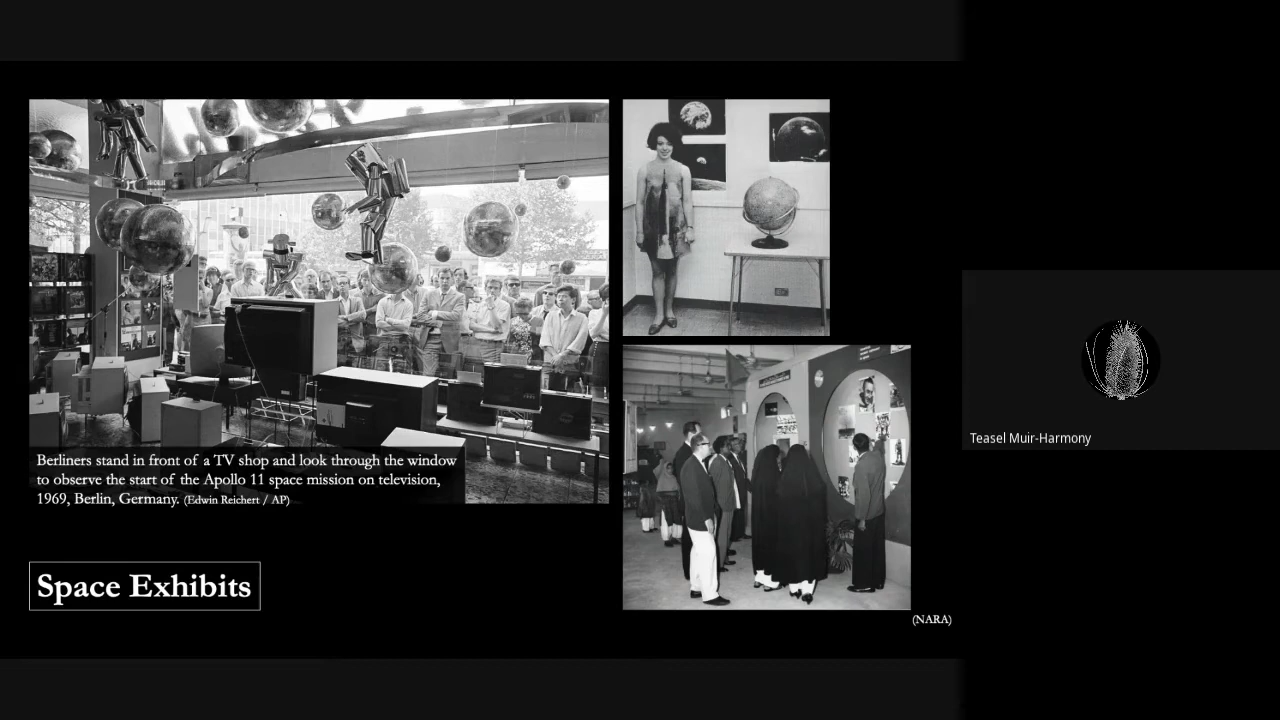 Berliners stand in front of a TV shop and look through the window
to observe the start of the Apollo 11 space mission on television,
1969, Berlin, Germany. (Edwin Reichert / AP)
Space Exhibits
(NARA)
Teasel Muir-Harmony